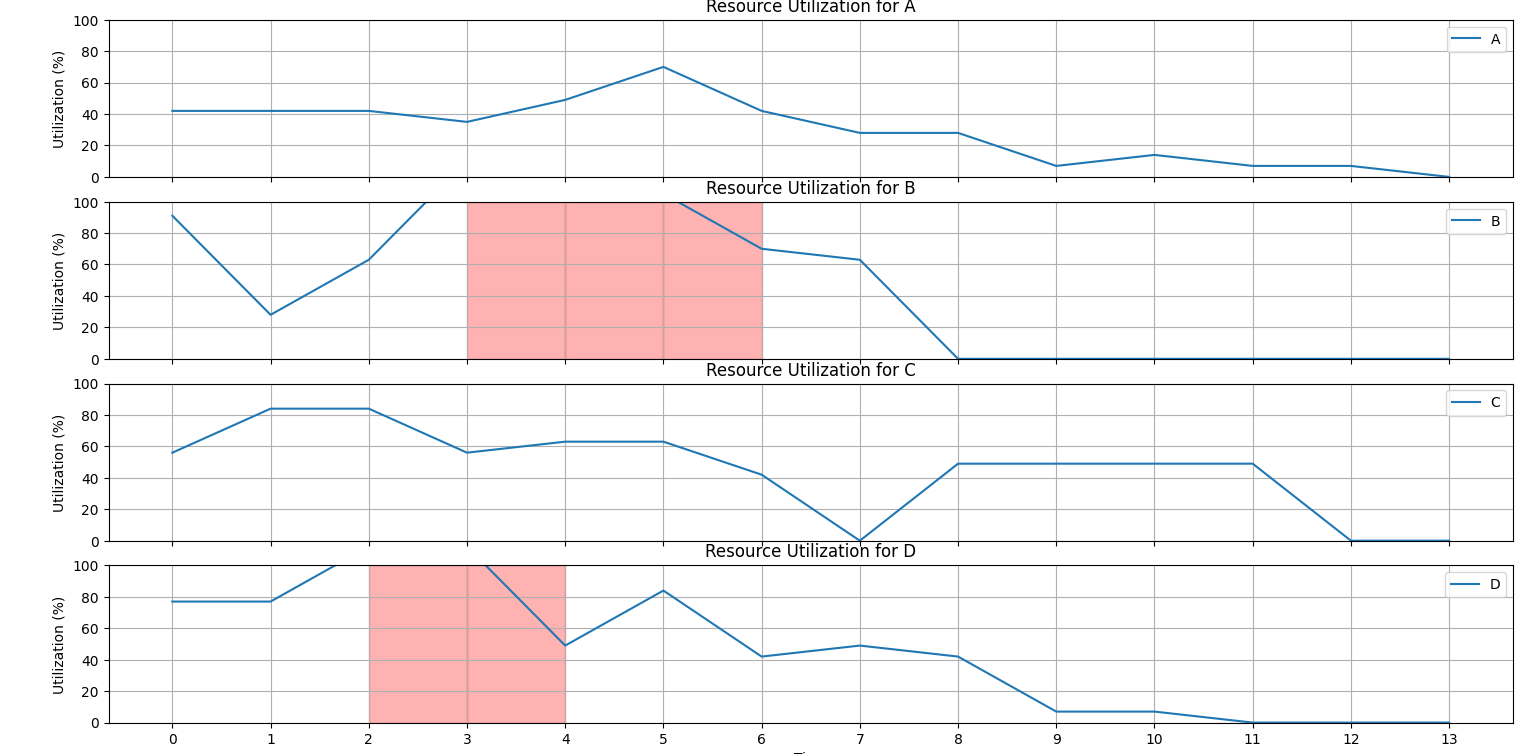 Resource Utilization for A
100
80
60
40
20
0
Utilization (%)
A
Resource Utilization for B
100
80
60
40
20
0
Utilization (%)
B
Resource Utilization for C
100
80
60
40
20
0
Utilization (%)
C
Resource Utilization for D
100
80
60
40
20
0
Utilization (%)
D
0 1 2 3 4 5 6 7 8 9 10 11 12 13